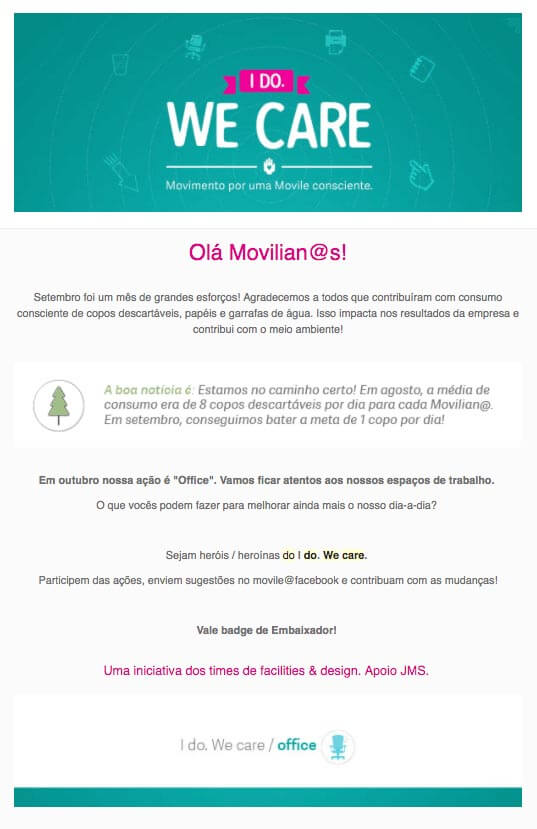 I DO.
WE CARE
Movimento por uma Movile consciente.
Olá Movilian@s!
Setembro foi um mês de grandes esforços! Agradecemos a todos que contribuíram com consumo
consciente de copos descartáveis, papéis e garrafas de água. Isso impacta nos resultados da empresa e
contribui com o meio ambiente!
A boa notícia é: Estamos no caminho certo! Em agosto, a média de
consumo era de 8 copos descartáveis por dia para cada Movilian@.
Em setembro, conseguimos bater a meta de 1 copo por dia!
Em outubro nossa ação é "Office". Vamos ficar atentos aos nossos espaços de trabalho.
O que vocês podem fazer para melhorar ainda mais o nosso dia-a-dia?
Sejam heróis / heroínas do I do. We care.
Participem das ações, enviem sugestões no movile@facebook e contribuam com as mudanças!
Vale badge de Embaixador!
Uma iniciativa dos times de facilities & design. Apoio JMS.
I do. We care / office